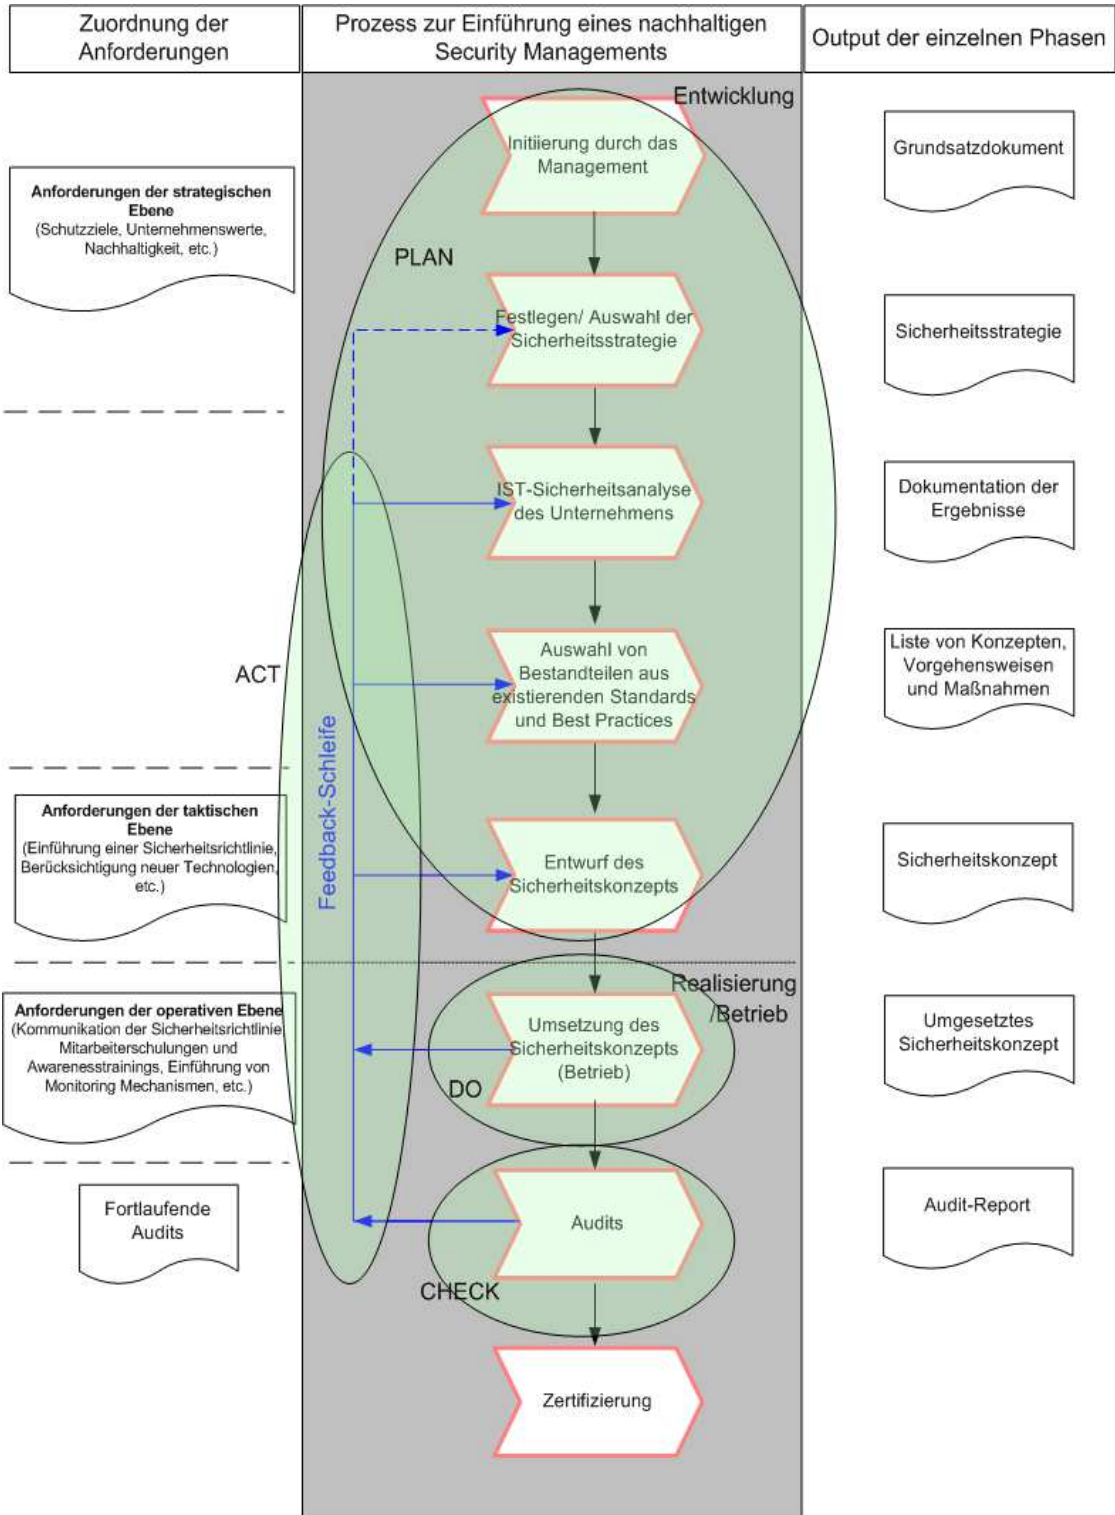 Zuordnung der
Anforderungen
Prozess zur Einführung eines nachhaltigen
Security Managements
Output der einzelnen Phasen
Entwicklung
Initiierung durch das
Management
Grundsatzdokument
Anforderungen der strategischen
Ebene
(Schutzziele, Unternehmenswerte,
Nachhaltigkeit, etc.)
PLAN
Festlegen/ Auswahl der
Sicherheitsstrategie
Sicherheitsstrategie
IST-Sicherheitsanalyse
des Unternehmens
Dokumentation der
Ergebnisse
ACT
Feedback-Schleife
Auswahl von
Bestandteilen aus
existierenden Standards
und Best Practices
Liste von Konzepten,
Vorgehensweisen
und Maßnahmen
Anforderungen der taktischen
Ebene
(Einführung einer Sicherheitsrichtlinie,
Berücksichtigung neuer Technologien,
etc.)
Entwurf des
Sicherheitskonzepts
Sicherheitskonzept
Realisierung
/Betrieb
Anforderungen der operativen Ebene
(Kommunikation der Sicherheitsrichtlinie,
Mitarbeiterschulungen und
Awarenesstrainings, Einführung von
Monitoring Mechanismen, etc.)
Umsetzung des
Sicherheitskonzepts
(Betrieb)
DO
Umgesetztes
Sicherheitskonzept
Fortlaufende
Audits
Audits
CHECK
Audit-Report
Zertifizierung